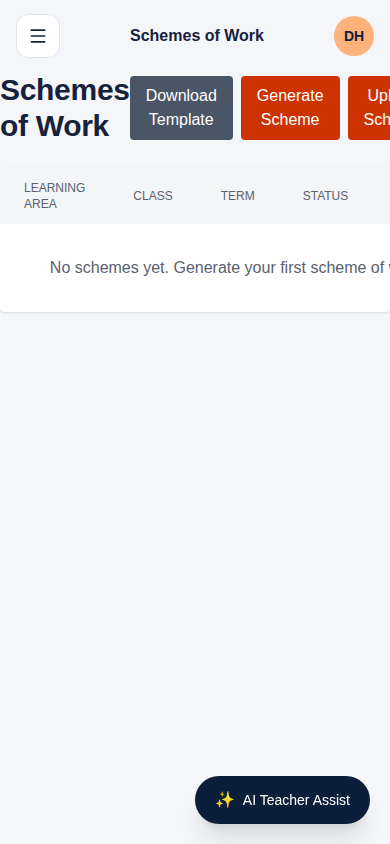 ☰
Schemes of Work
DH
Schemes
of Work
Download
Template
Generate
Scheme
LEARNING
AREA
CLASS
TERM
STATUS
No schemes yet. Generate your first scheme of
✨ AI Teacher Assist